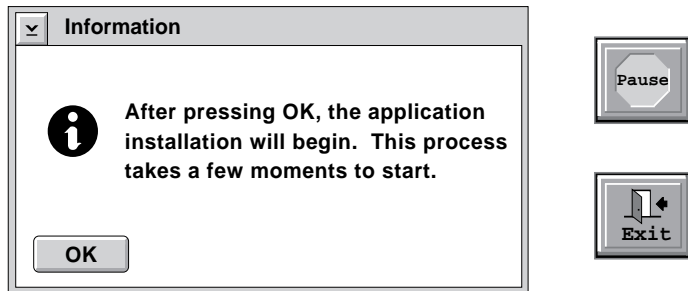 Information
After pressing OK, the application
installation will begin.  This process
takes a few moments to start.
OK
Pause
Exit